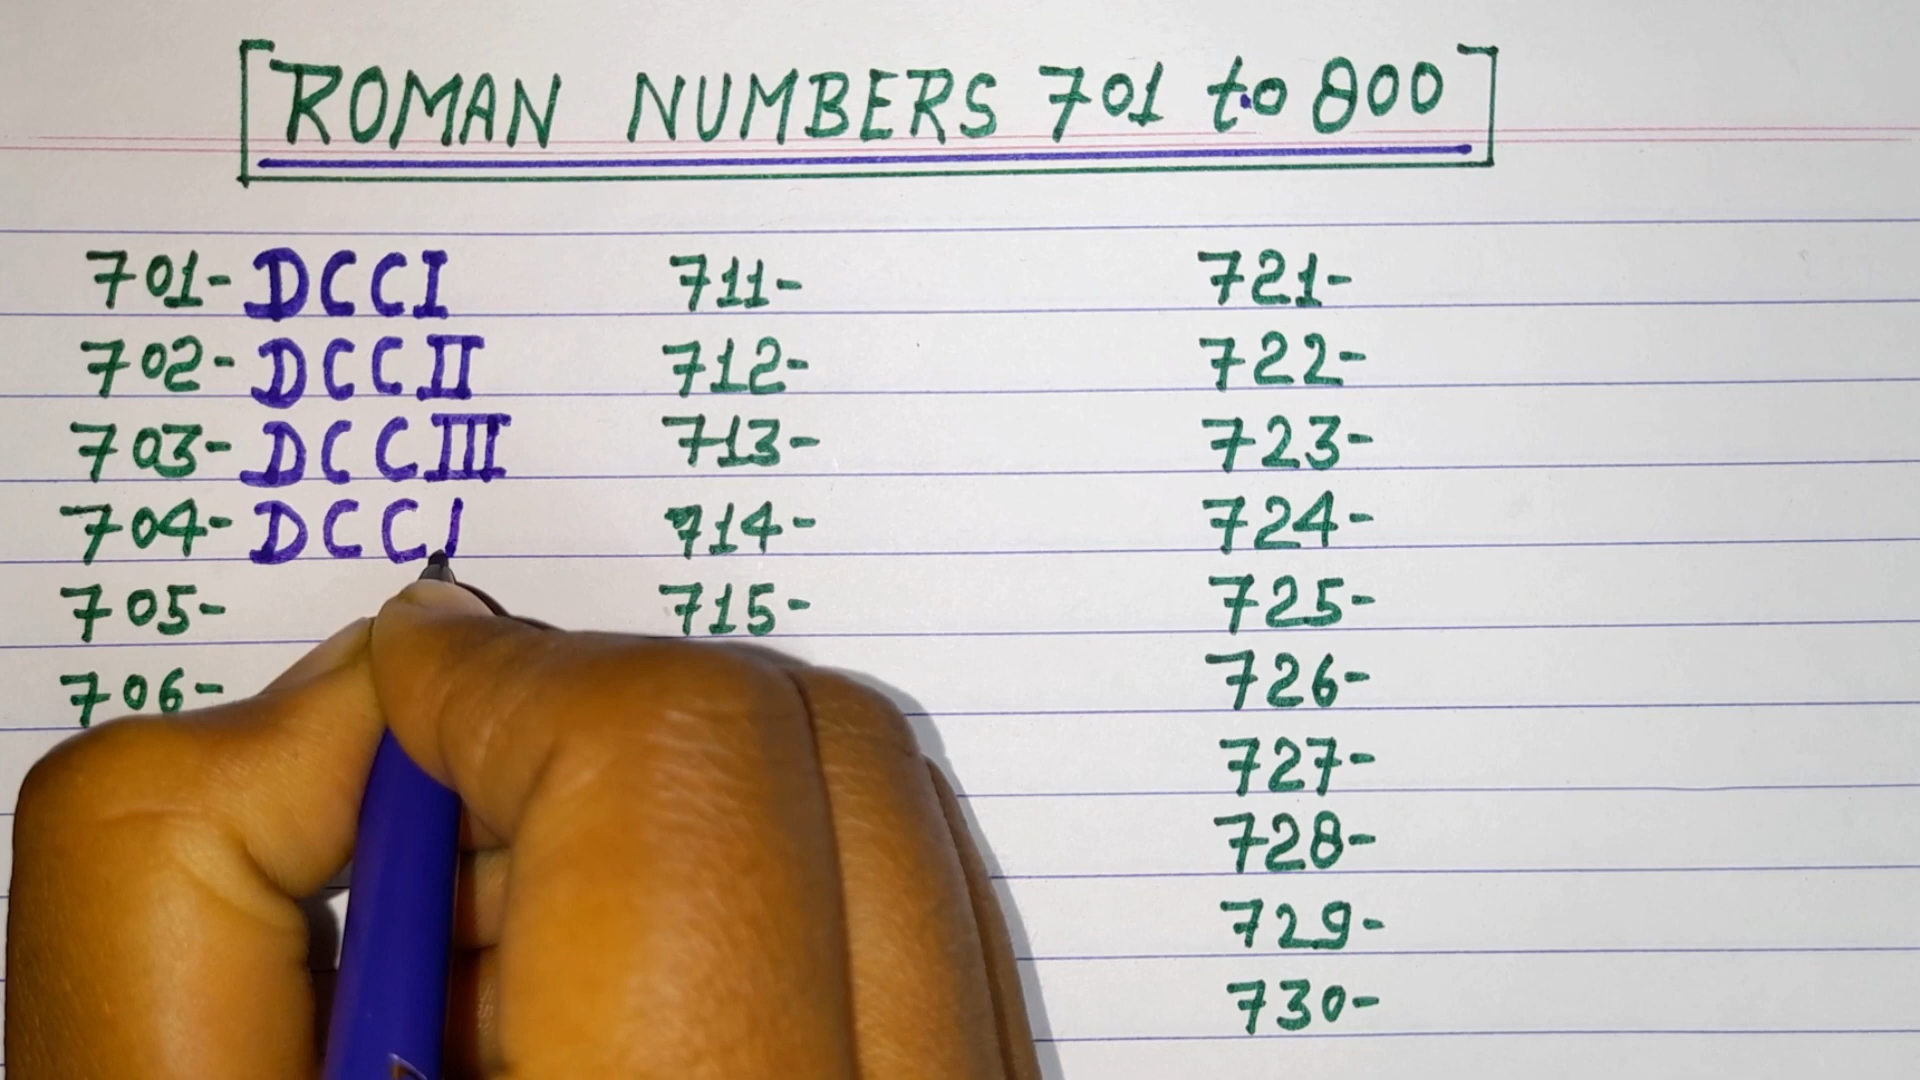 ROMAN NUMBERS 701 to 800
701- DCCI 711- 721-
702- DCCII 712- 722-
703- DCCIII 713- 723-
704- DCCI 714- 724-
705- 715- 725-
706- 726-
727-
728-
729-
730-